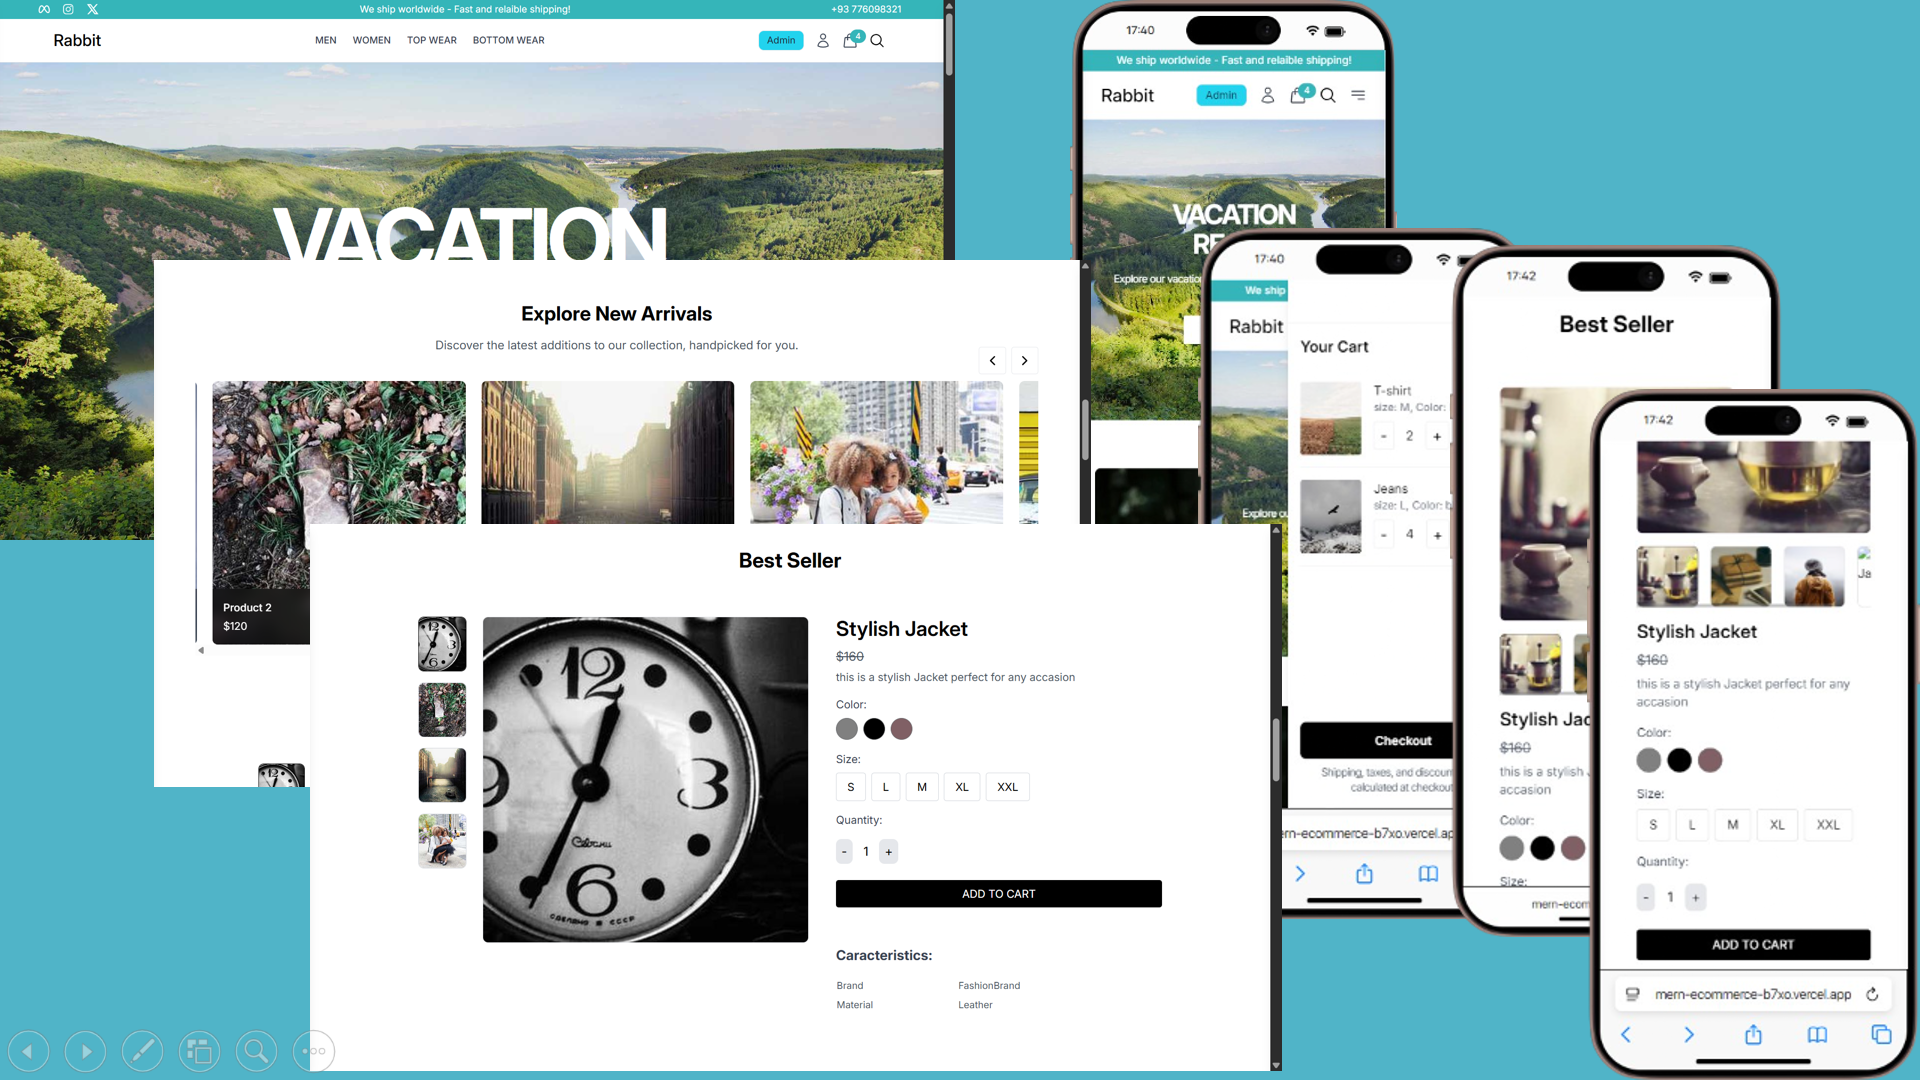 We ship worldwide - Fast and relaible shipping!
+93 776098321
Rabbit
MEN
WOMEN
TOP WEAR
BOTTOM WEAR
Admin
4
VACATION
Explore New Arrivals
Discover the latest additions to our collection, handpicked for you.
Product 2
$120
Best Seller
12
3
6
9
СДЕЛАНО В СССР
Stylish Jacket
$160
this is a stylish Jacket perfect for any accasion
Color:
Size:
S
L
M
XL
XXL
Quantity:
- 1 +
ADD TO CART
Caracteristics:
Brand
FashionBrand
Material
Leather
17:40
We ship worldwide - Fast and relaible shipping!
Rabbit
Admin
4
VACATION
RE
Explore our vacatio
17:40
We ship
Rabbit
Explore ou
Your Cart
T-shirt
size: M, Color:
- 2 +
Jeans
size: L, Color: b
- 4 +
Checkout
Shipping, taxes, and discoun
calculated at checkout
ern-ecommerce-b7xo.vercel.ap
17:42
Best Seller
Stylish Jac
$160
this is a stylish
accasion
Color:
Size:
mern-ecom
17:42
Ja
Stylish Jacket
$160
this is a stylish Jacket perfect for any
accasion
Color:
Size:
S
L
M
XL
XXL
Quantity:
- 1 +
ADD TO CART
mern-ecommerce-b7xo.vercel.app